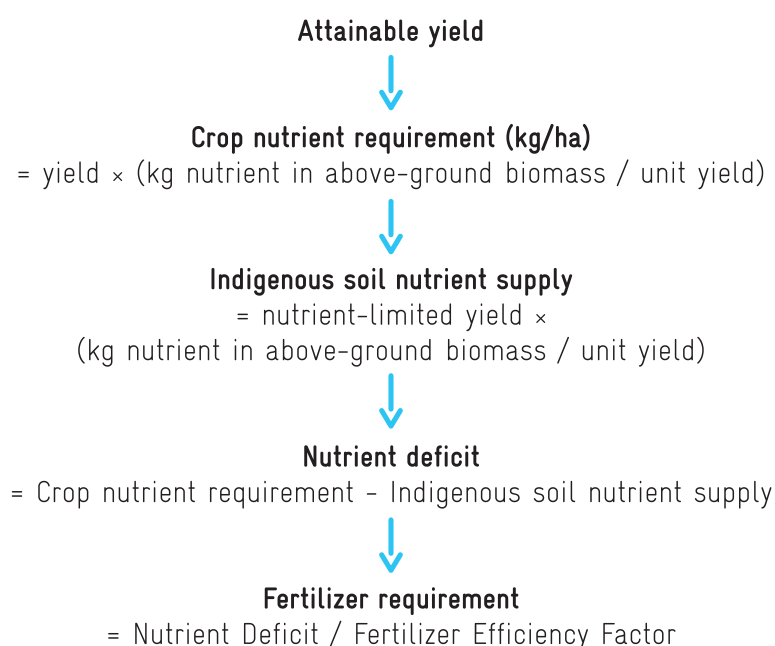 Attainable yield
Crop nutrient requirement (kg/ha)
= yield × (kg nutrient in above-ground biomass / unit yield)
Indigenous soil nutrient supply
= nutrient-limited yield ×
(kg nutrient in above-ground biomass / unit yield)
Nutrient deficit
= Crop nutrient requirement - Indigenous soil nutrient supply
Fertilizer requirement
= Nutrient Deficit / Fertilizer Efficiency Factor